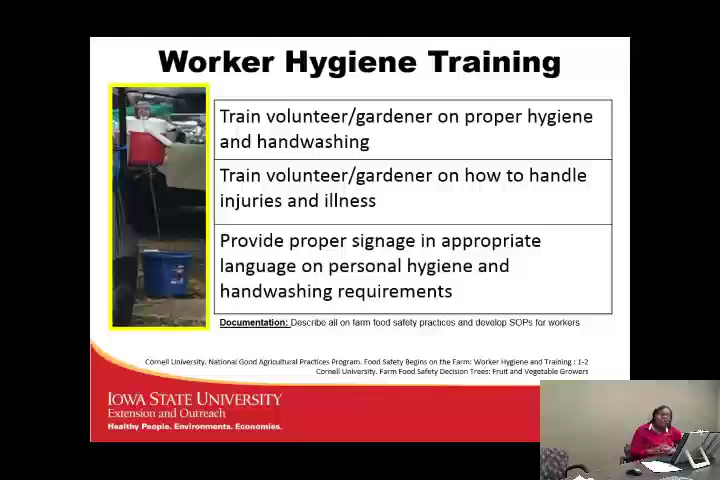 Worker Hygiene Training
Train volunteer/gardener on proper hygiene
and handwashing
Train volunteer/gardener on how to handle
injuries and illness
Provide proper signage in appropriate
language on personal hygiene and
handwashing requirements
Documentation: Describe all on farm food safety practices and develop SOPs for workers
Cornell University. National Good Agricultural Practices Program. Food Safety Begins on the Farm: Worker Hygiene and Training : 1-2
Cornell University. Farm Food Safety Decision Trees: Fruit and Vegetable Growers
IOWA STATE UNIVERSITY
Extension and Outreach
Healthy People. Environments. Economies.